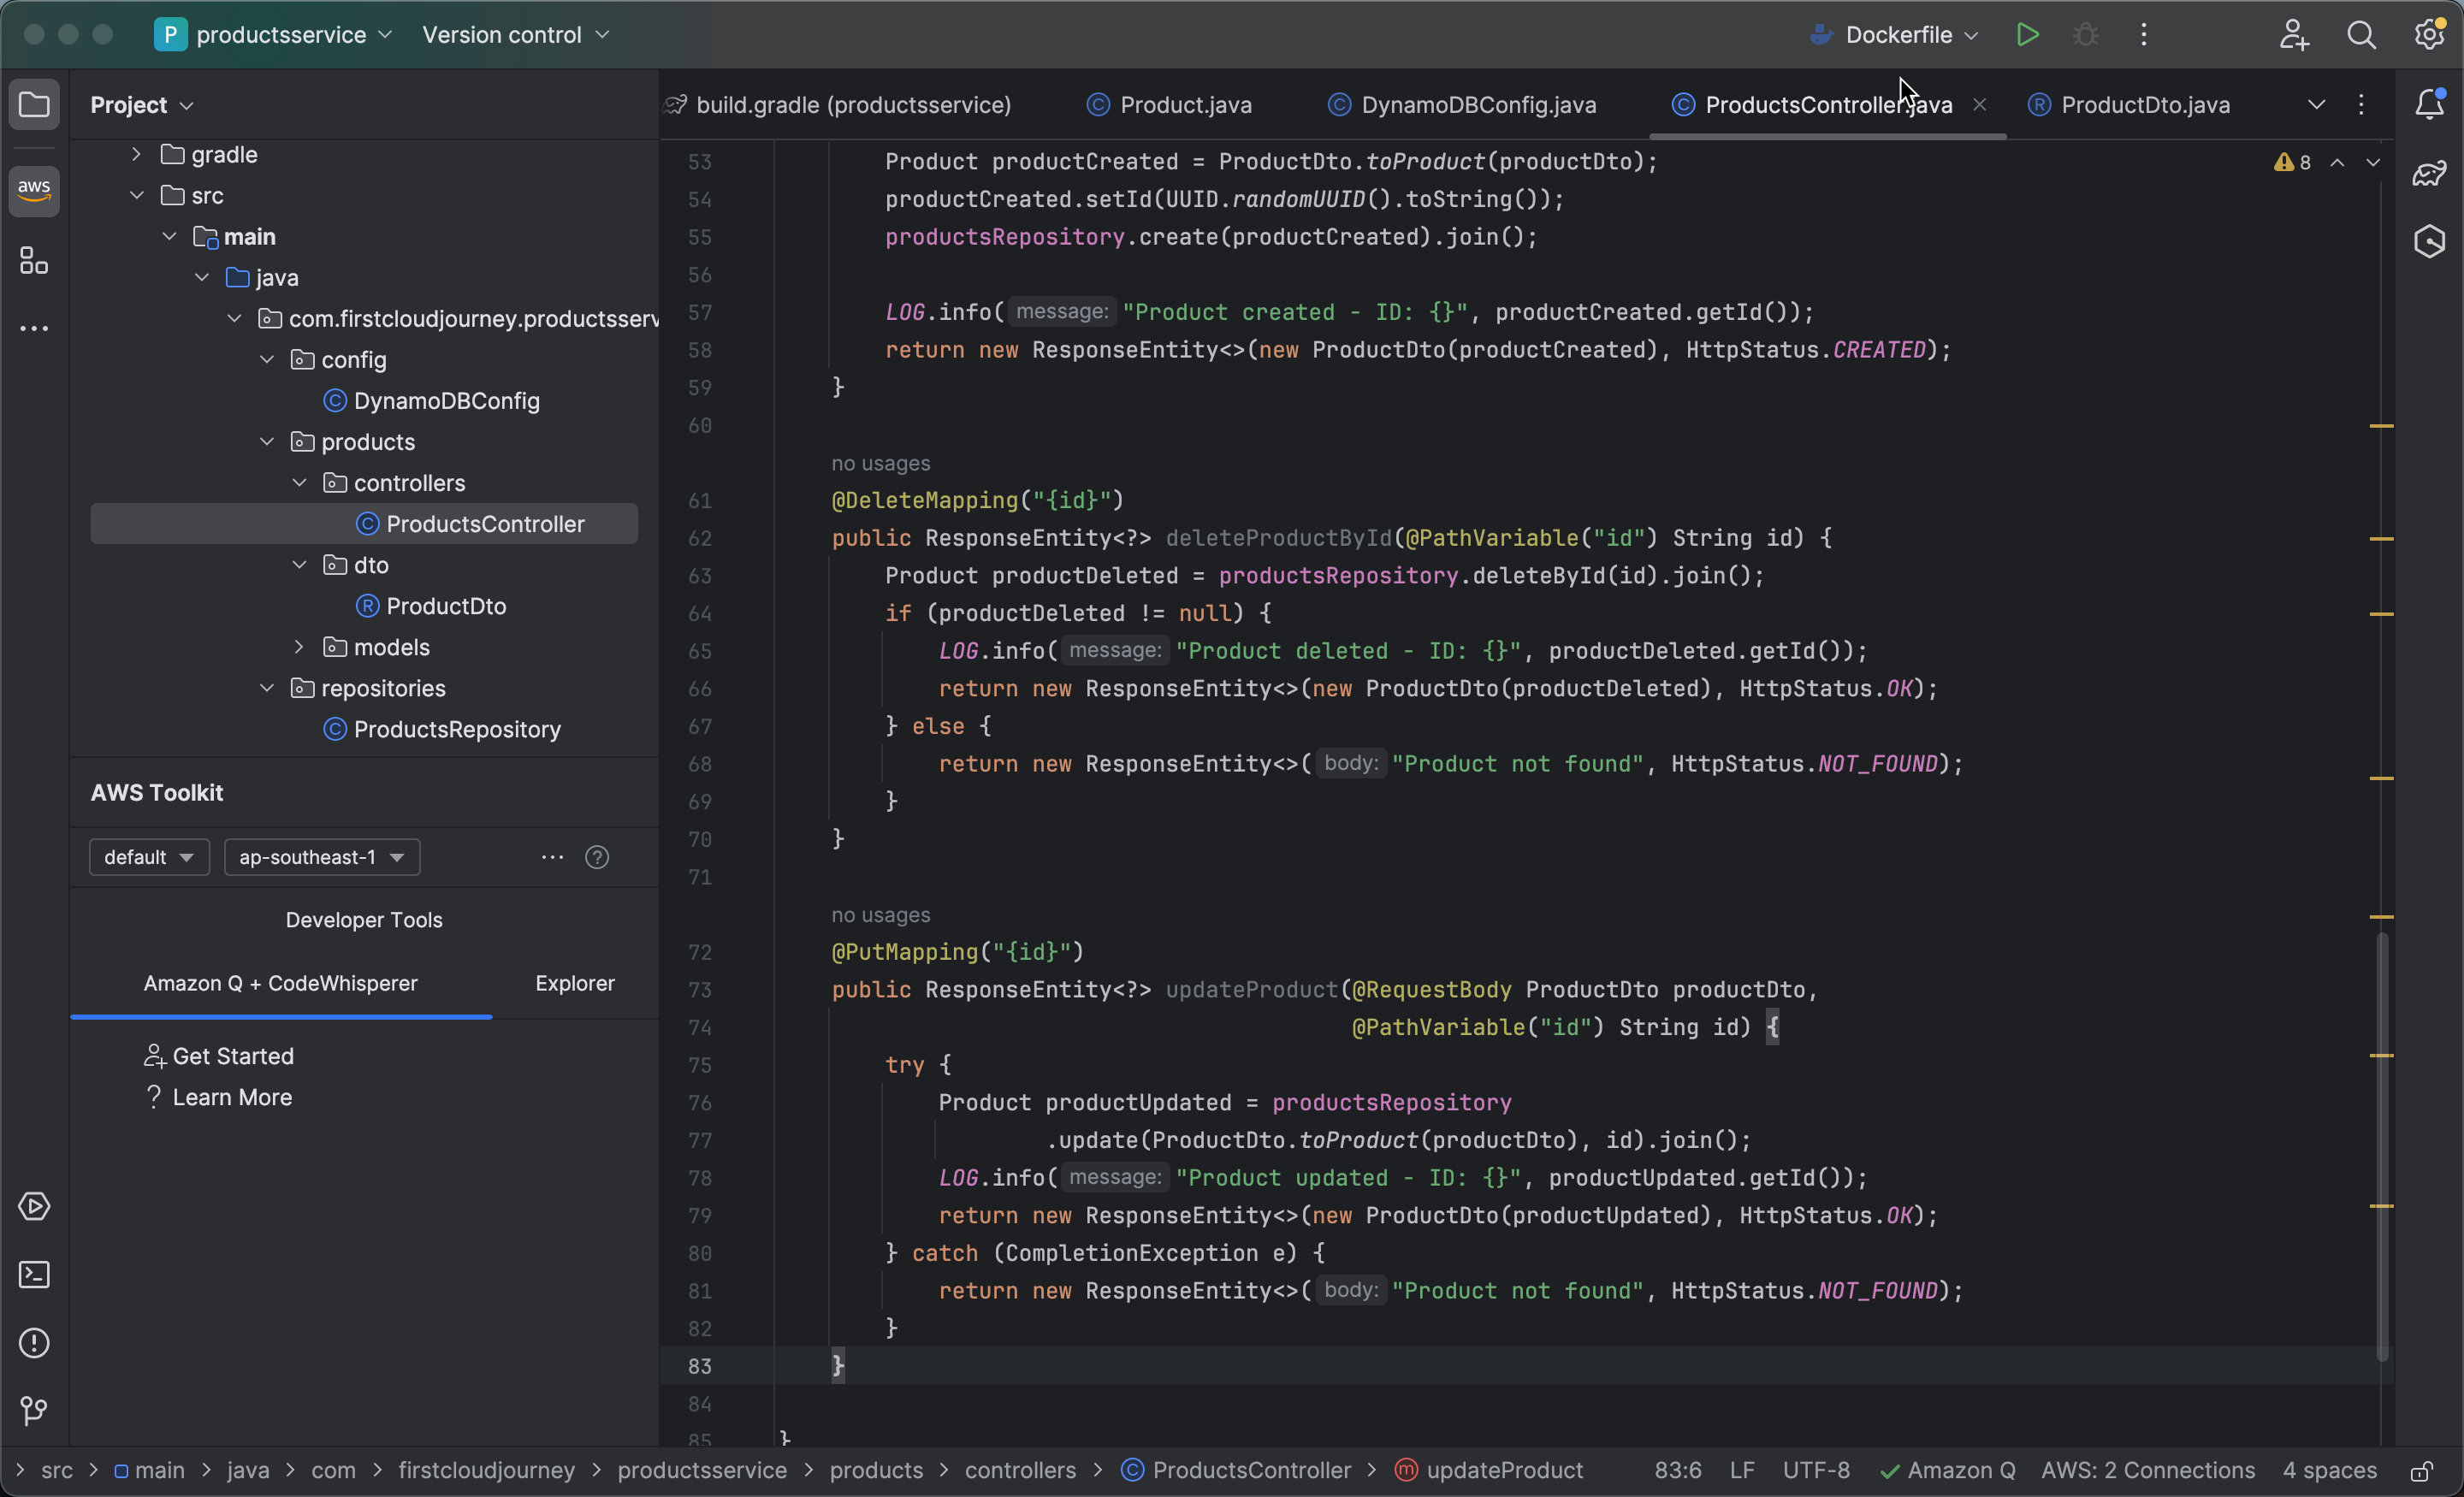 P productsservice Version control Dockerfile
Project
build.gradle (productsservice) Product.java DynamoDBConfig.java ProductsController.java ProductDto.java
gradle
aws
src
main
java
com.firstcloudjourney.productsserv
config
DynamoDBConfig
products
controllers
ProductsController
dto
ProductDto
models
repositories
ProductsRepository
AWS Toolkit
default ap-southeast-1
Developer Tools
Amazon Q + CodeWhisperer Explorer
Get Started
? Learn More
8
53 Product productCreated = ProductDto.toProduct(productDto);
54 productCreated.setId(UUID.randomUUID().toString());
55 productsRepository.create(productCreated).join();
56
57 LOG.info( message: "Product created - ID: {}", productCreated.getId());
58 return new ResponseEntity<>(new ProductDto(productCreated), HttpStatus.CREATED);
59 }
60
no usages
61 @DeleteMapping("{id}")
62 public ResponseEntity<?> deleteProductById(@PathVariable("id") String id) {
63 Product productDeleted = productsRepository.deleteById(id).join();
64 if (productDeleted != null) {
65 LOG.info( message: "Product deleted - ID: {}", productDeleted.getId());
66 return new ResponseEntity<>(new ProductDto(productDeleted), HttpStatus.OK);
67 } else {
68 return new ResponseEntity<>( body: "Product not found", HttpStatus.NOT_FOUND);
69 }
70 }
71
no usages
72 @PutMapping("{id}")
73 public ResponseEntity<?> updateProduct(@RequestBody ProductDto productDto,
74 @PathVariable("id") String id) {
75 try {
76 Product productUpdated = productsRepository
77 .update(ProductDto.toProduct(productDto), id).join();
78 LOG.info( message: "Product updated - ID: {}", productUpdated.getId());
79 return new ResponseEntity<>(new ProductDto(productUpdated), HttpStatus.OK);
80 } catch (CompletionException e) {
81 return new ResponseEntity<>( body: "Product not found", HttpStatus.NOT_FOUND);
82 }
83 }
84
85 }
src > main > java > com > firstcloudjourney > productsservice > products > controllers > ProductsController > updateProduct 83:6 LF UTF-8 Amazon Q AWS: 2 Connections 4 spaces